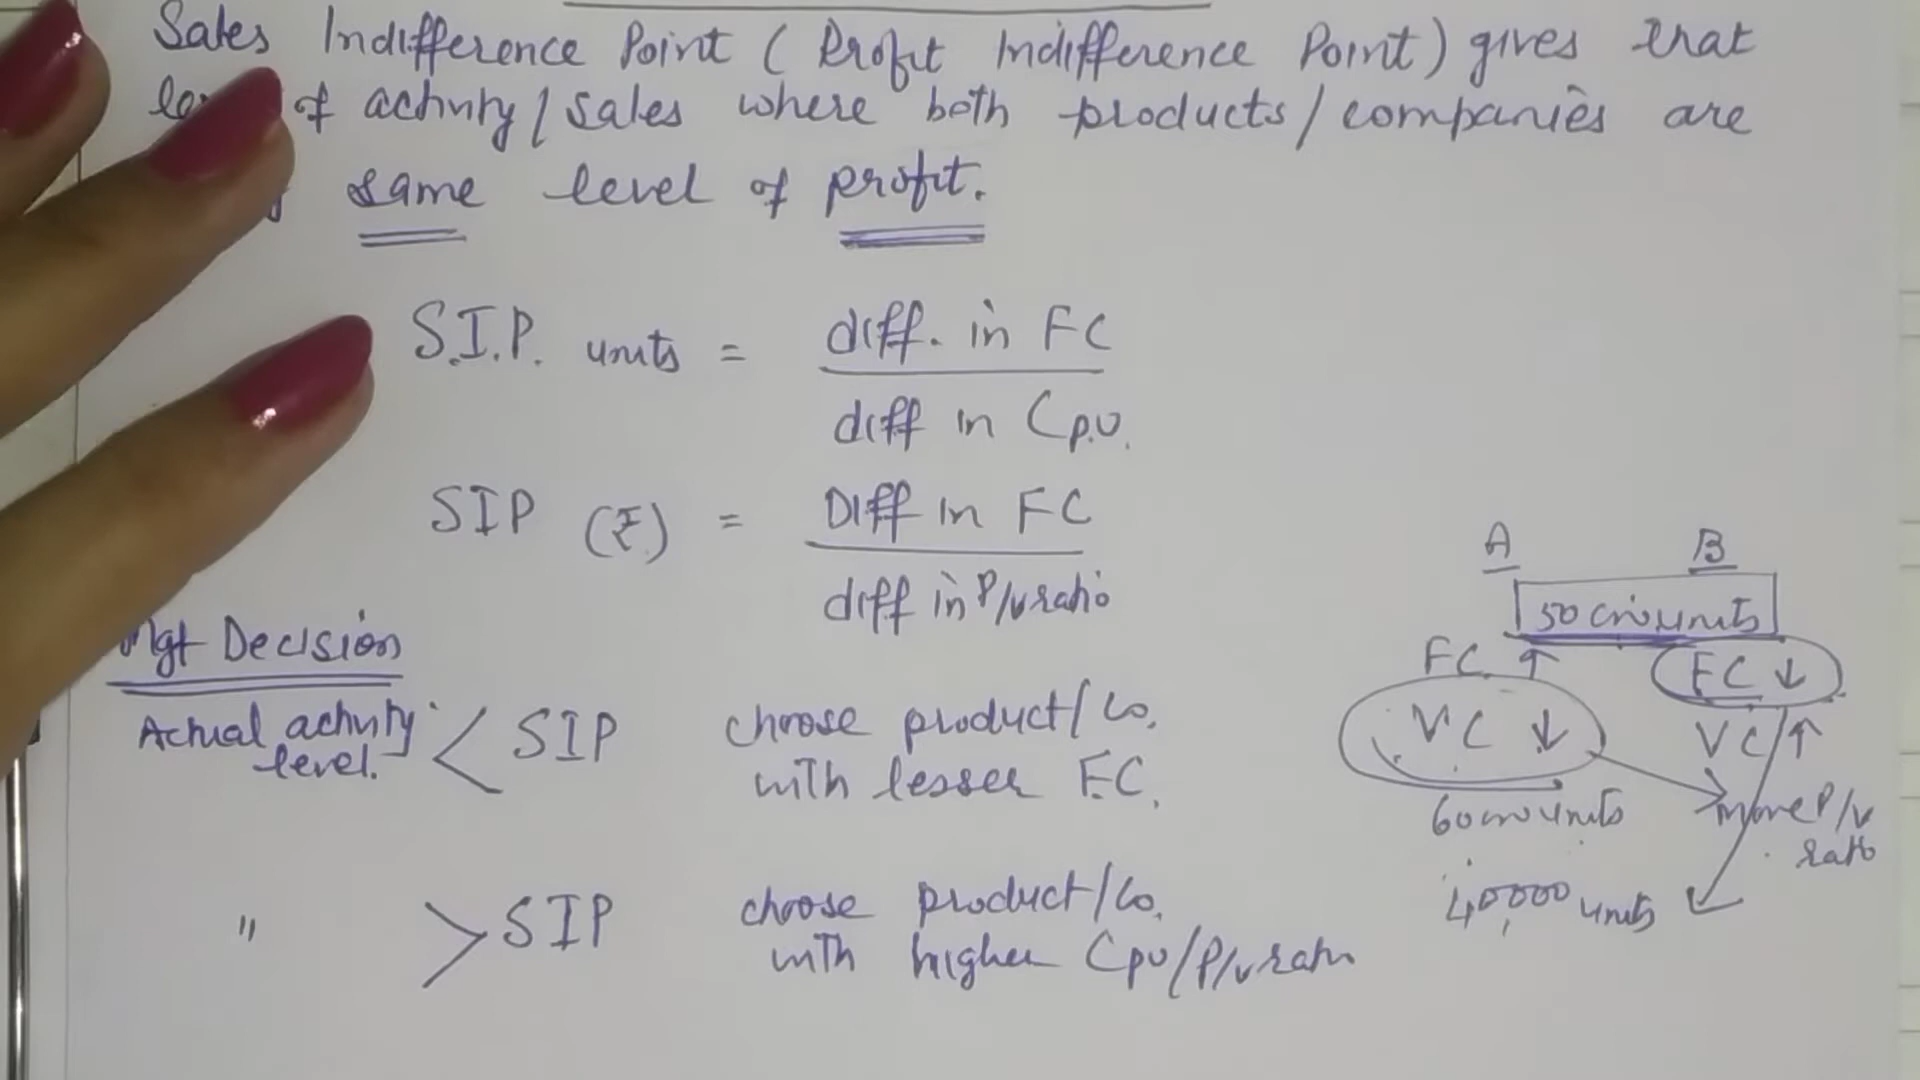 Sales Indifference Point (Profit Indifference Point) gives that
of activity/sales where both products/companies are
same level of profit.
S.I.P. units = diff. in FC
diff in Cp.u.
SIP (₹) = Diff in FC
diff in P/v ratio
A B
50,000 units
FC ↑ FC ↓
VC ↓ VC ↑
60000 units more P/v
ratio
40,000 units
Mgt Decision
Actual activity level. < SIP choose product/Co.
with lesser F.C.
" > SIP choose product/Co.
with higher Cpu/P/v ratio